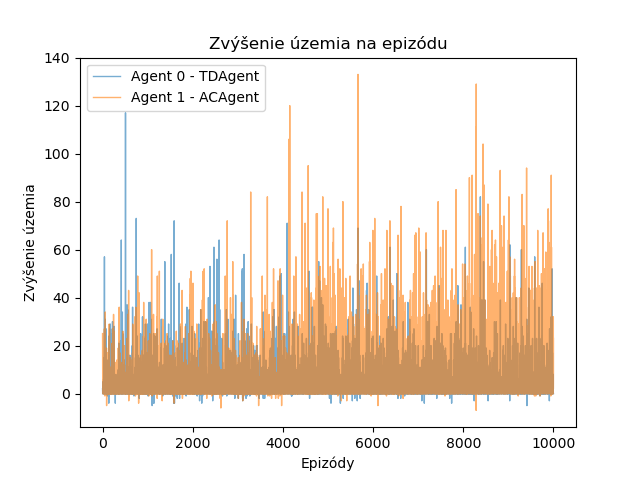 Zvýšenie územia na epizódu
Agent 0 - TDAgent
Agent 1 - ACAgent
Zvýšenie územia
140
120
100
80
60
40
20
0
0 2000 4000 6000 8000 10000
Epizódy